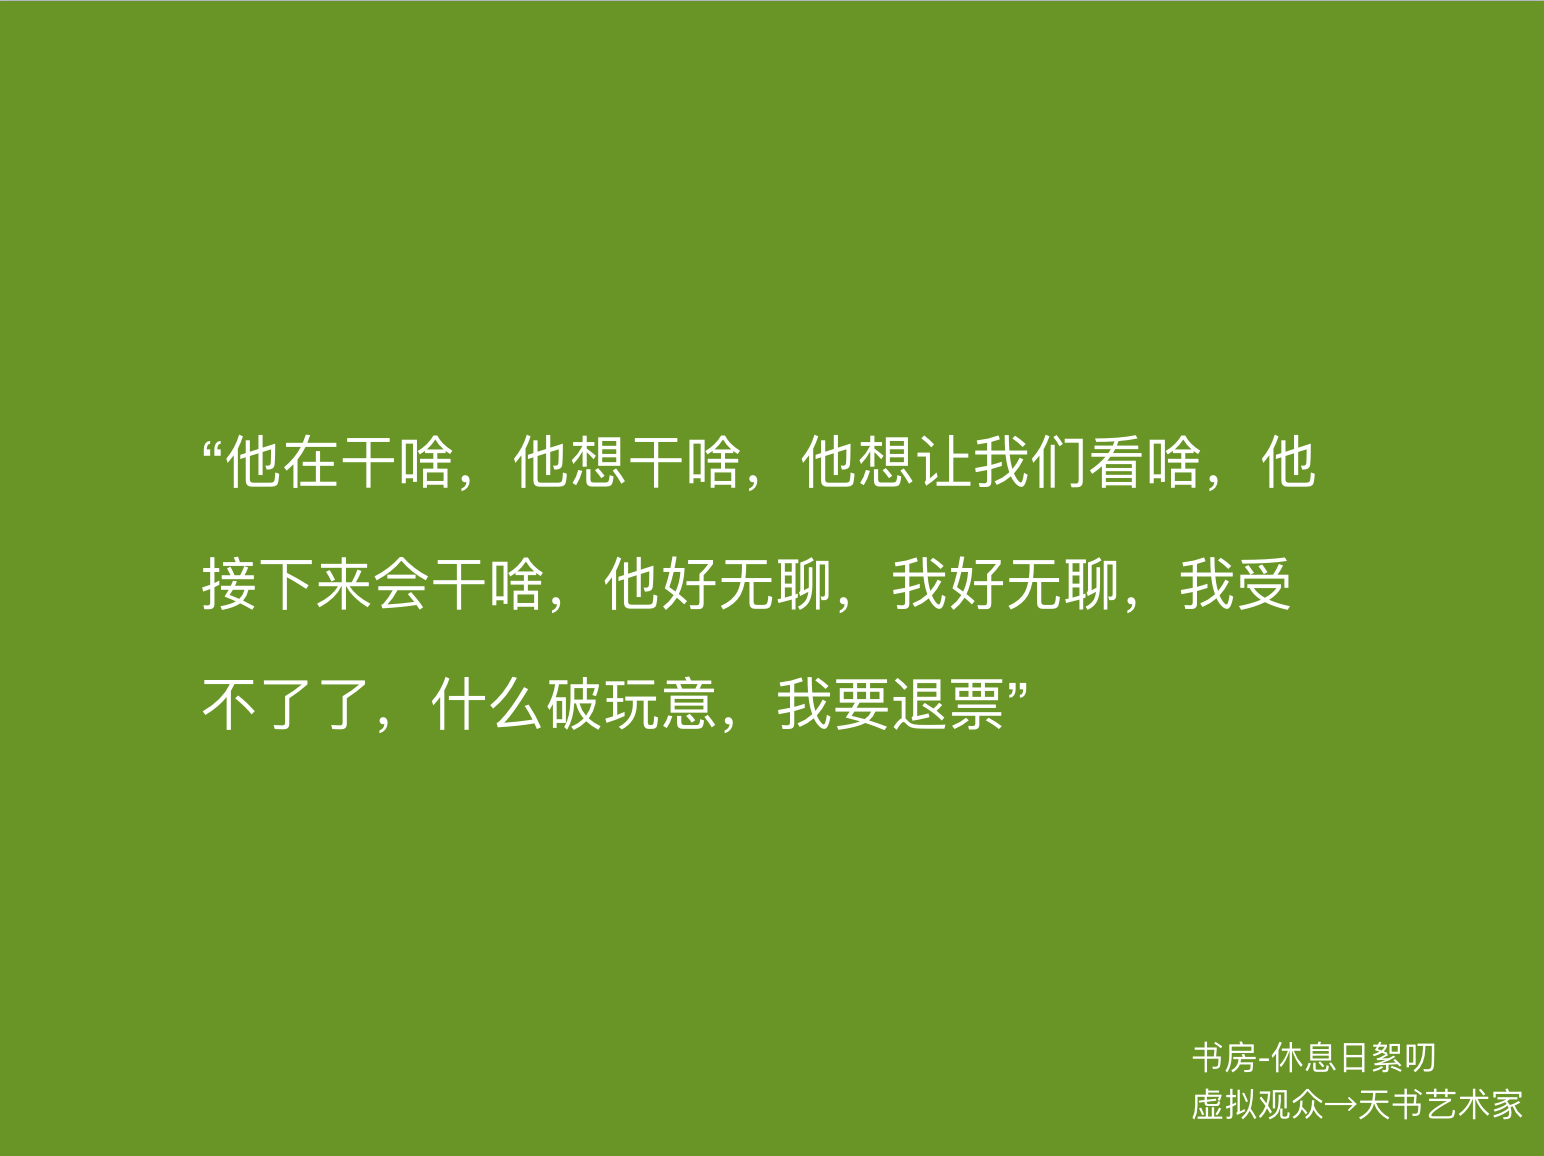 “他在干啥，他想干啥，他想让我们看啥，他
接下来会干啥，他好无聊，我好无聊，我受
不了了，什么破玩意，我要退票”
书房-休息日絮叨
虚拟观众→天书艺术家